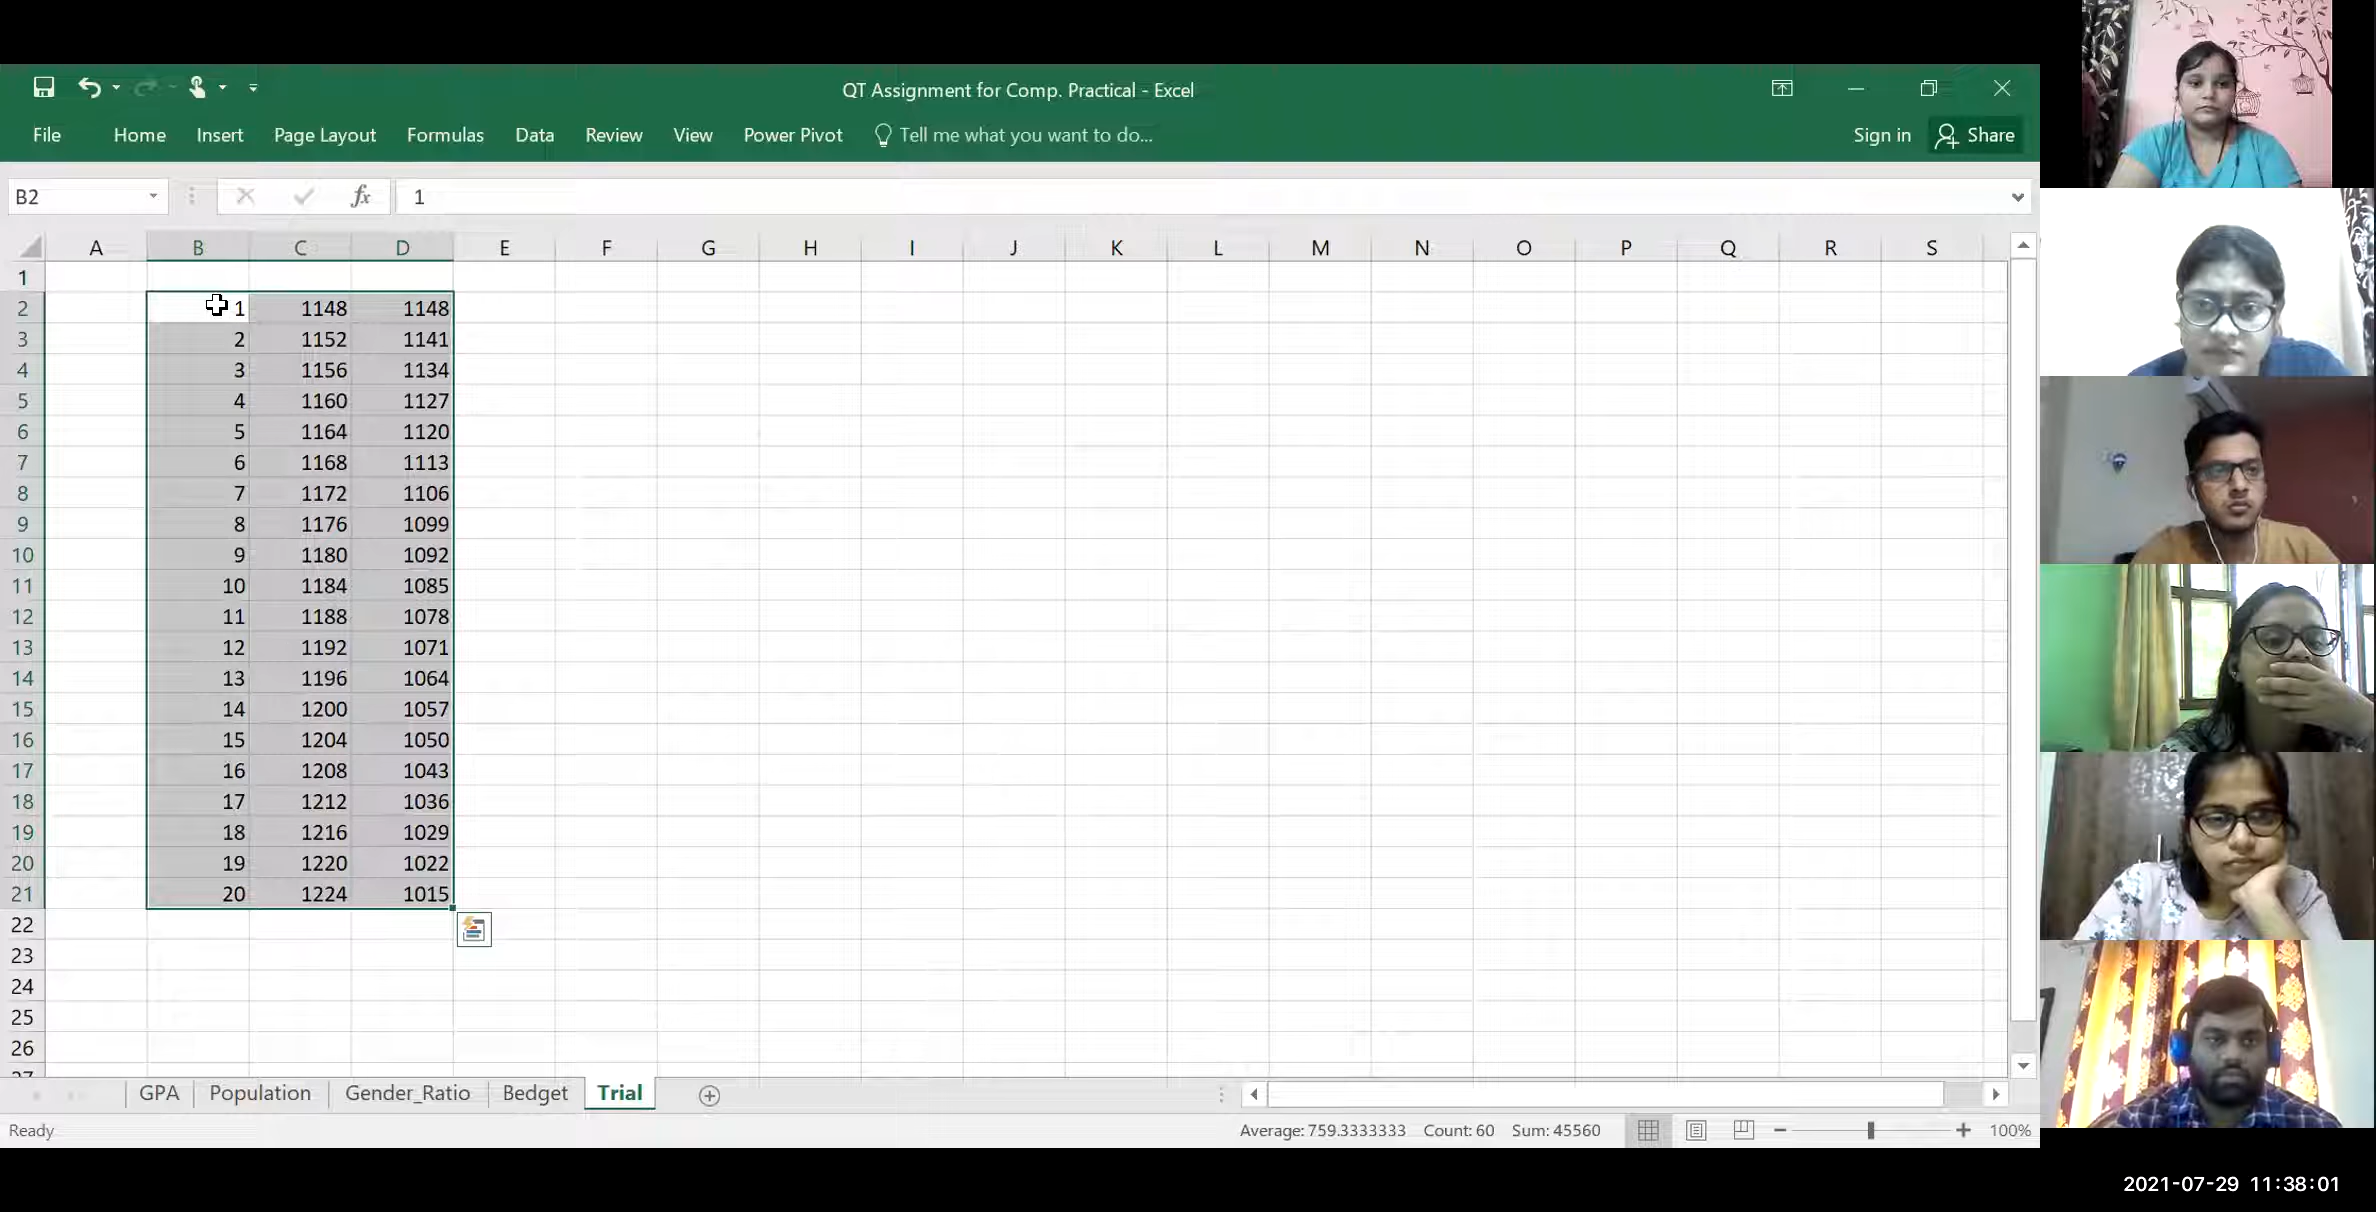 QT Assignment for Comp. Practical - Excel
File Home Insert Page Layout Formulas Data Review View Power Pivot Tell me what you want to do... Sign in Share
B2 fx 1
A B C D E F G H I J K L M N O P Q R S
1
2 1 1148 1148
3 2 1152 1141
4 3 1156 1134
5 4 1160 1127
6 5 1164 1120
7 6 1168 1113
8 7 1172 1106
9 8 1176 1099
10 9 1180 1092
11 10 1184 1085
12 11 1188 1078
13 12 1192 1071
14 13 1196 1064
15 14 1200 1057
16 15 1204 1050
17 16 1208 1043
18 17 1212 1036
19 18 1216 1029
20 19 1220 1022
21 20 1224 1015
22
23
24
25
26
27
GPA Population Gender_Ratio Bedget Trial
Ready Average: 759.3333333 Count: 60 Sum: 45560 100%
2021-07-29 11:38:01